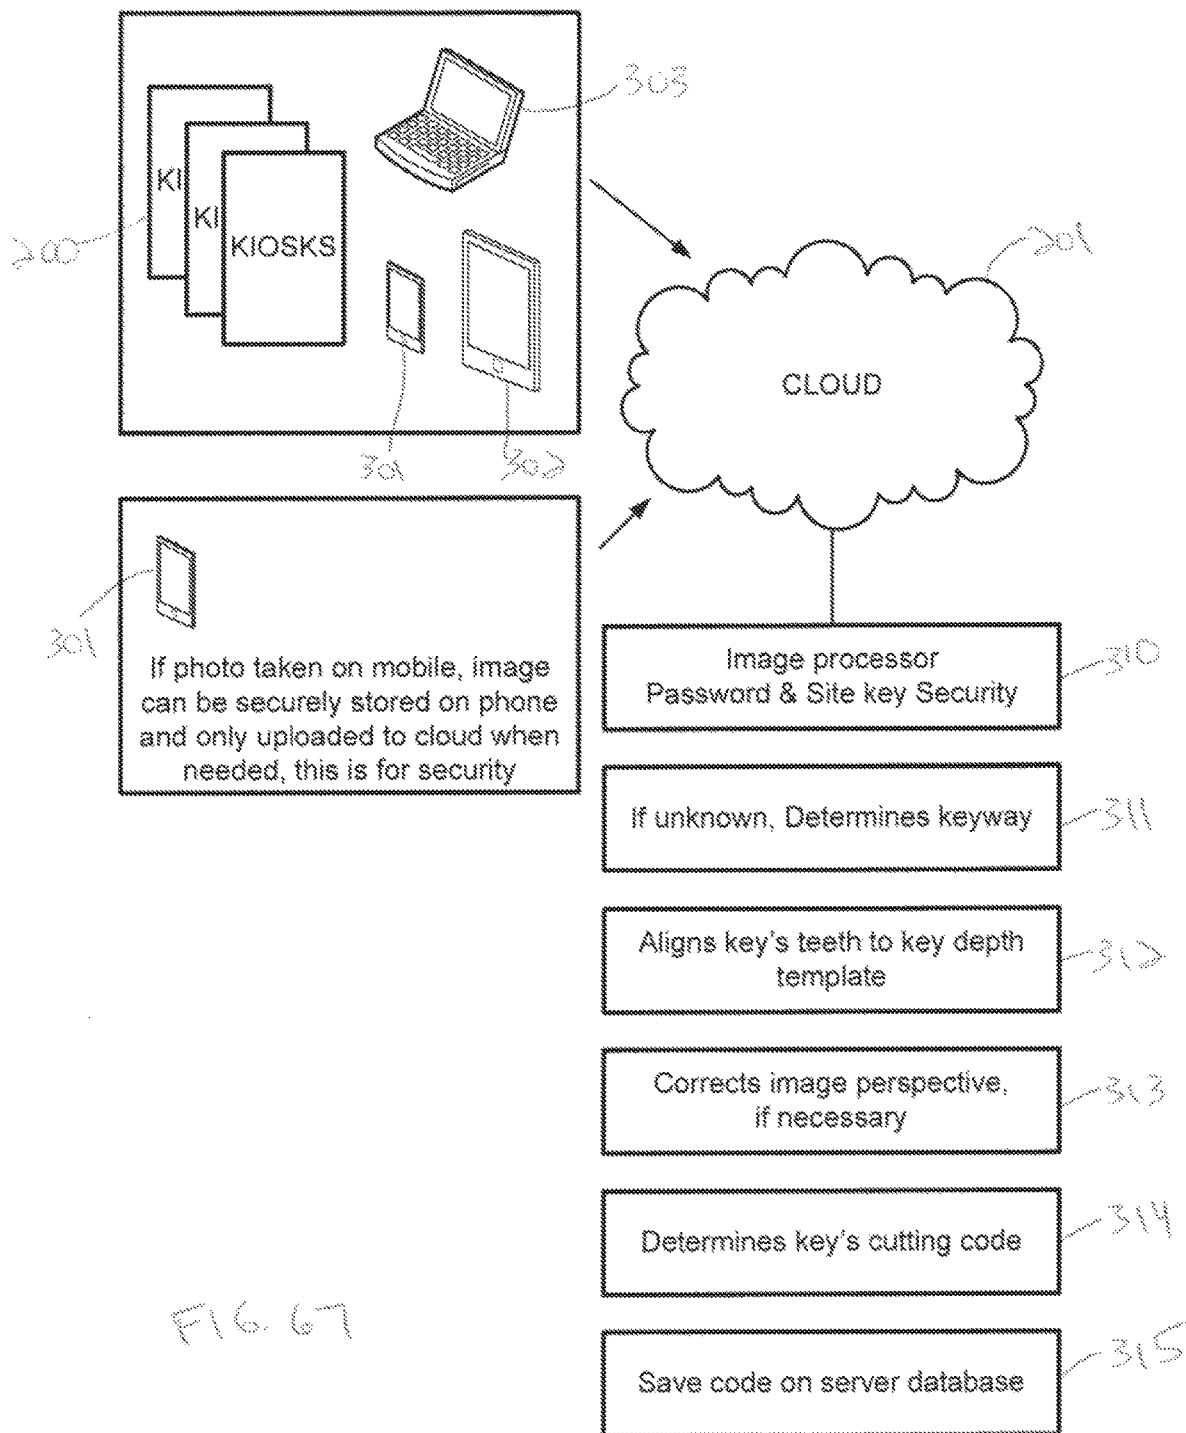 303
KI
KI
KIOSKS
200
201
CLOUD
301
302
301
If photo taken on mobile, image
can be securely stored on phone
and only uploaded to cloud when
needed, this is for security
Image processor
Password & Site key Security
310
If unknown, Determines keyway
311
Aligns key's teeth to key depth
template
312
Corrects image perspective,
if necessary
313
Determines key's cutting code
314
Save code on server database
315
FIG. 67